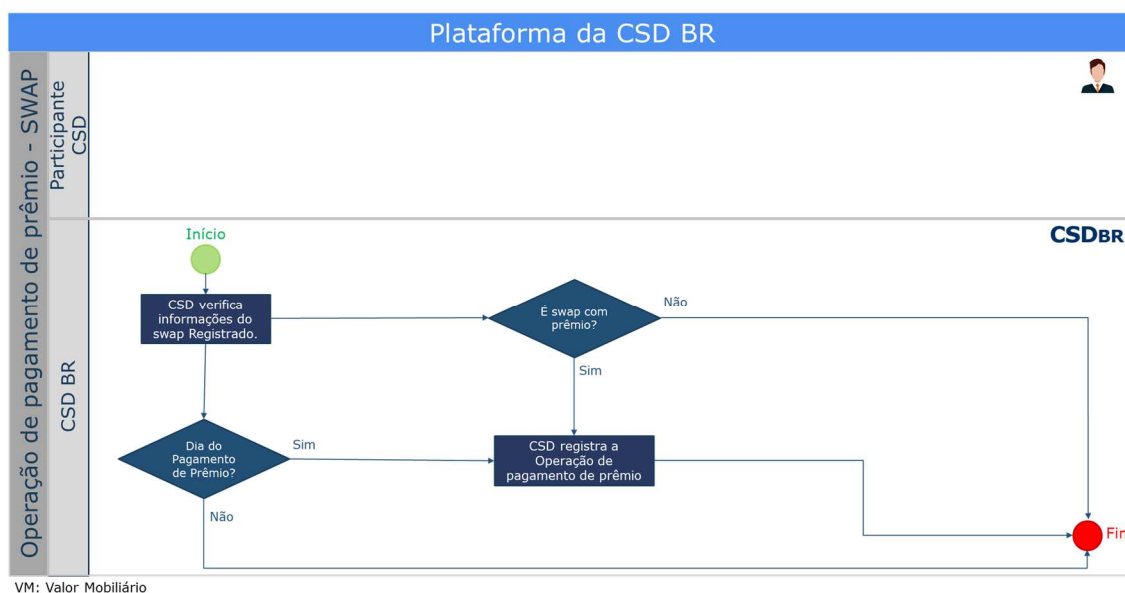 Plataforma da CSD BR
Operação de pagamento de prêmio - SWAP
Participante
CSD
CSD BR
CSDBR
Início
CSD verifica
informações do
swap Registrado.
É swap com
prêmio?
Não
Sim
Dia do
Pagamento
de Prêmio?
Sim
CSD registra a
Operação de
pagamento de prêmio
Não
Fim
VM: Valor Mobiliário